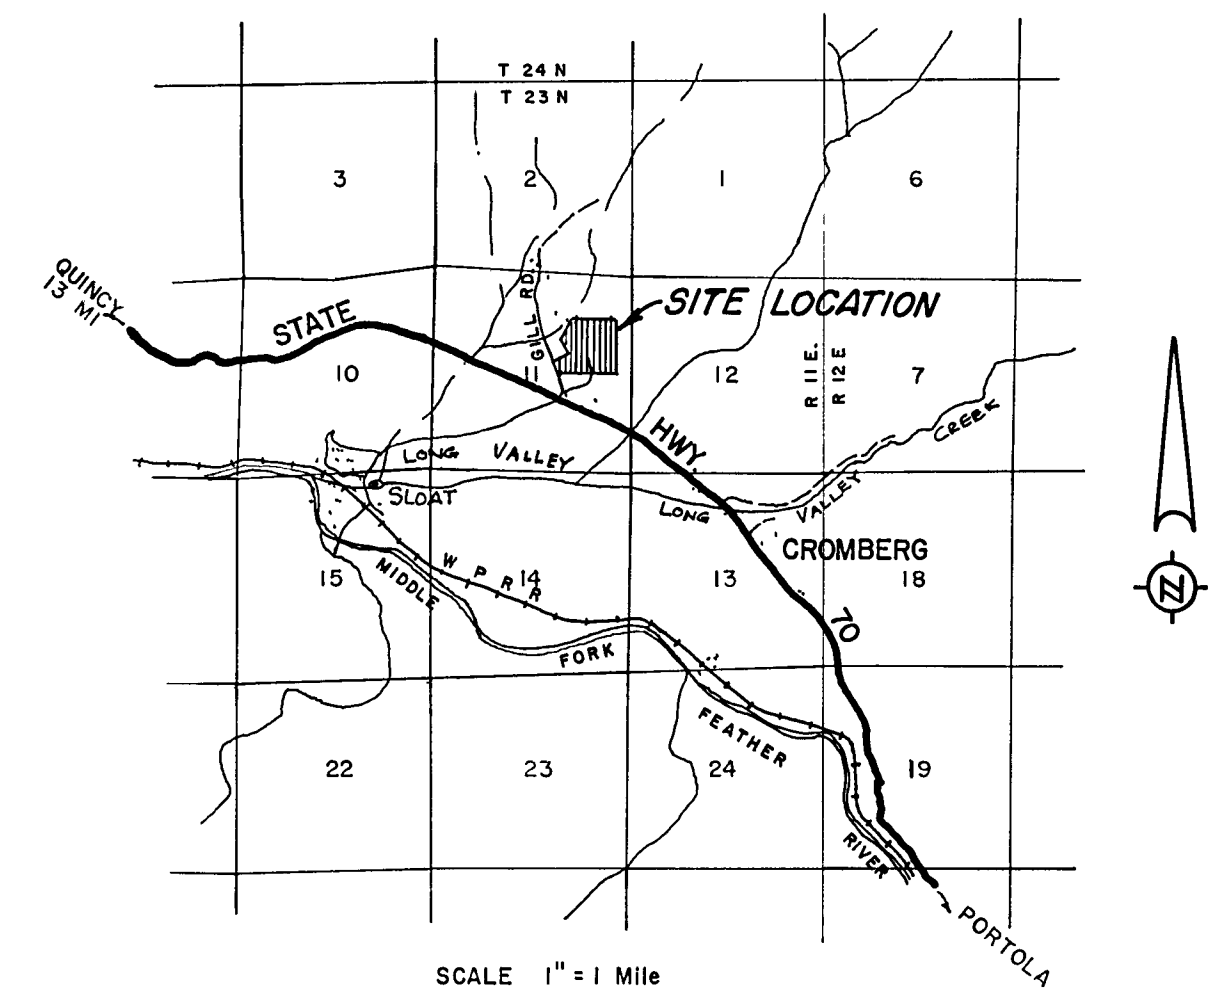 T 24 N
T 23 N
3
2
1
6
QUINCY
13 MI
STATE
GILL RD.
SITE LOCATION
10
11
12
R 11 E.
R 12 E
7
HWY
CREEK
LONG VALLEY
SLOAT
LONG
VALLEY
CROMBERG
15
MIDDLE
W P R R
14
13
18
70
FORK
FEATHER
22
23
24
19
RIVER
PORTOLA
N
SCALE 1" = 1 Mile